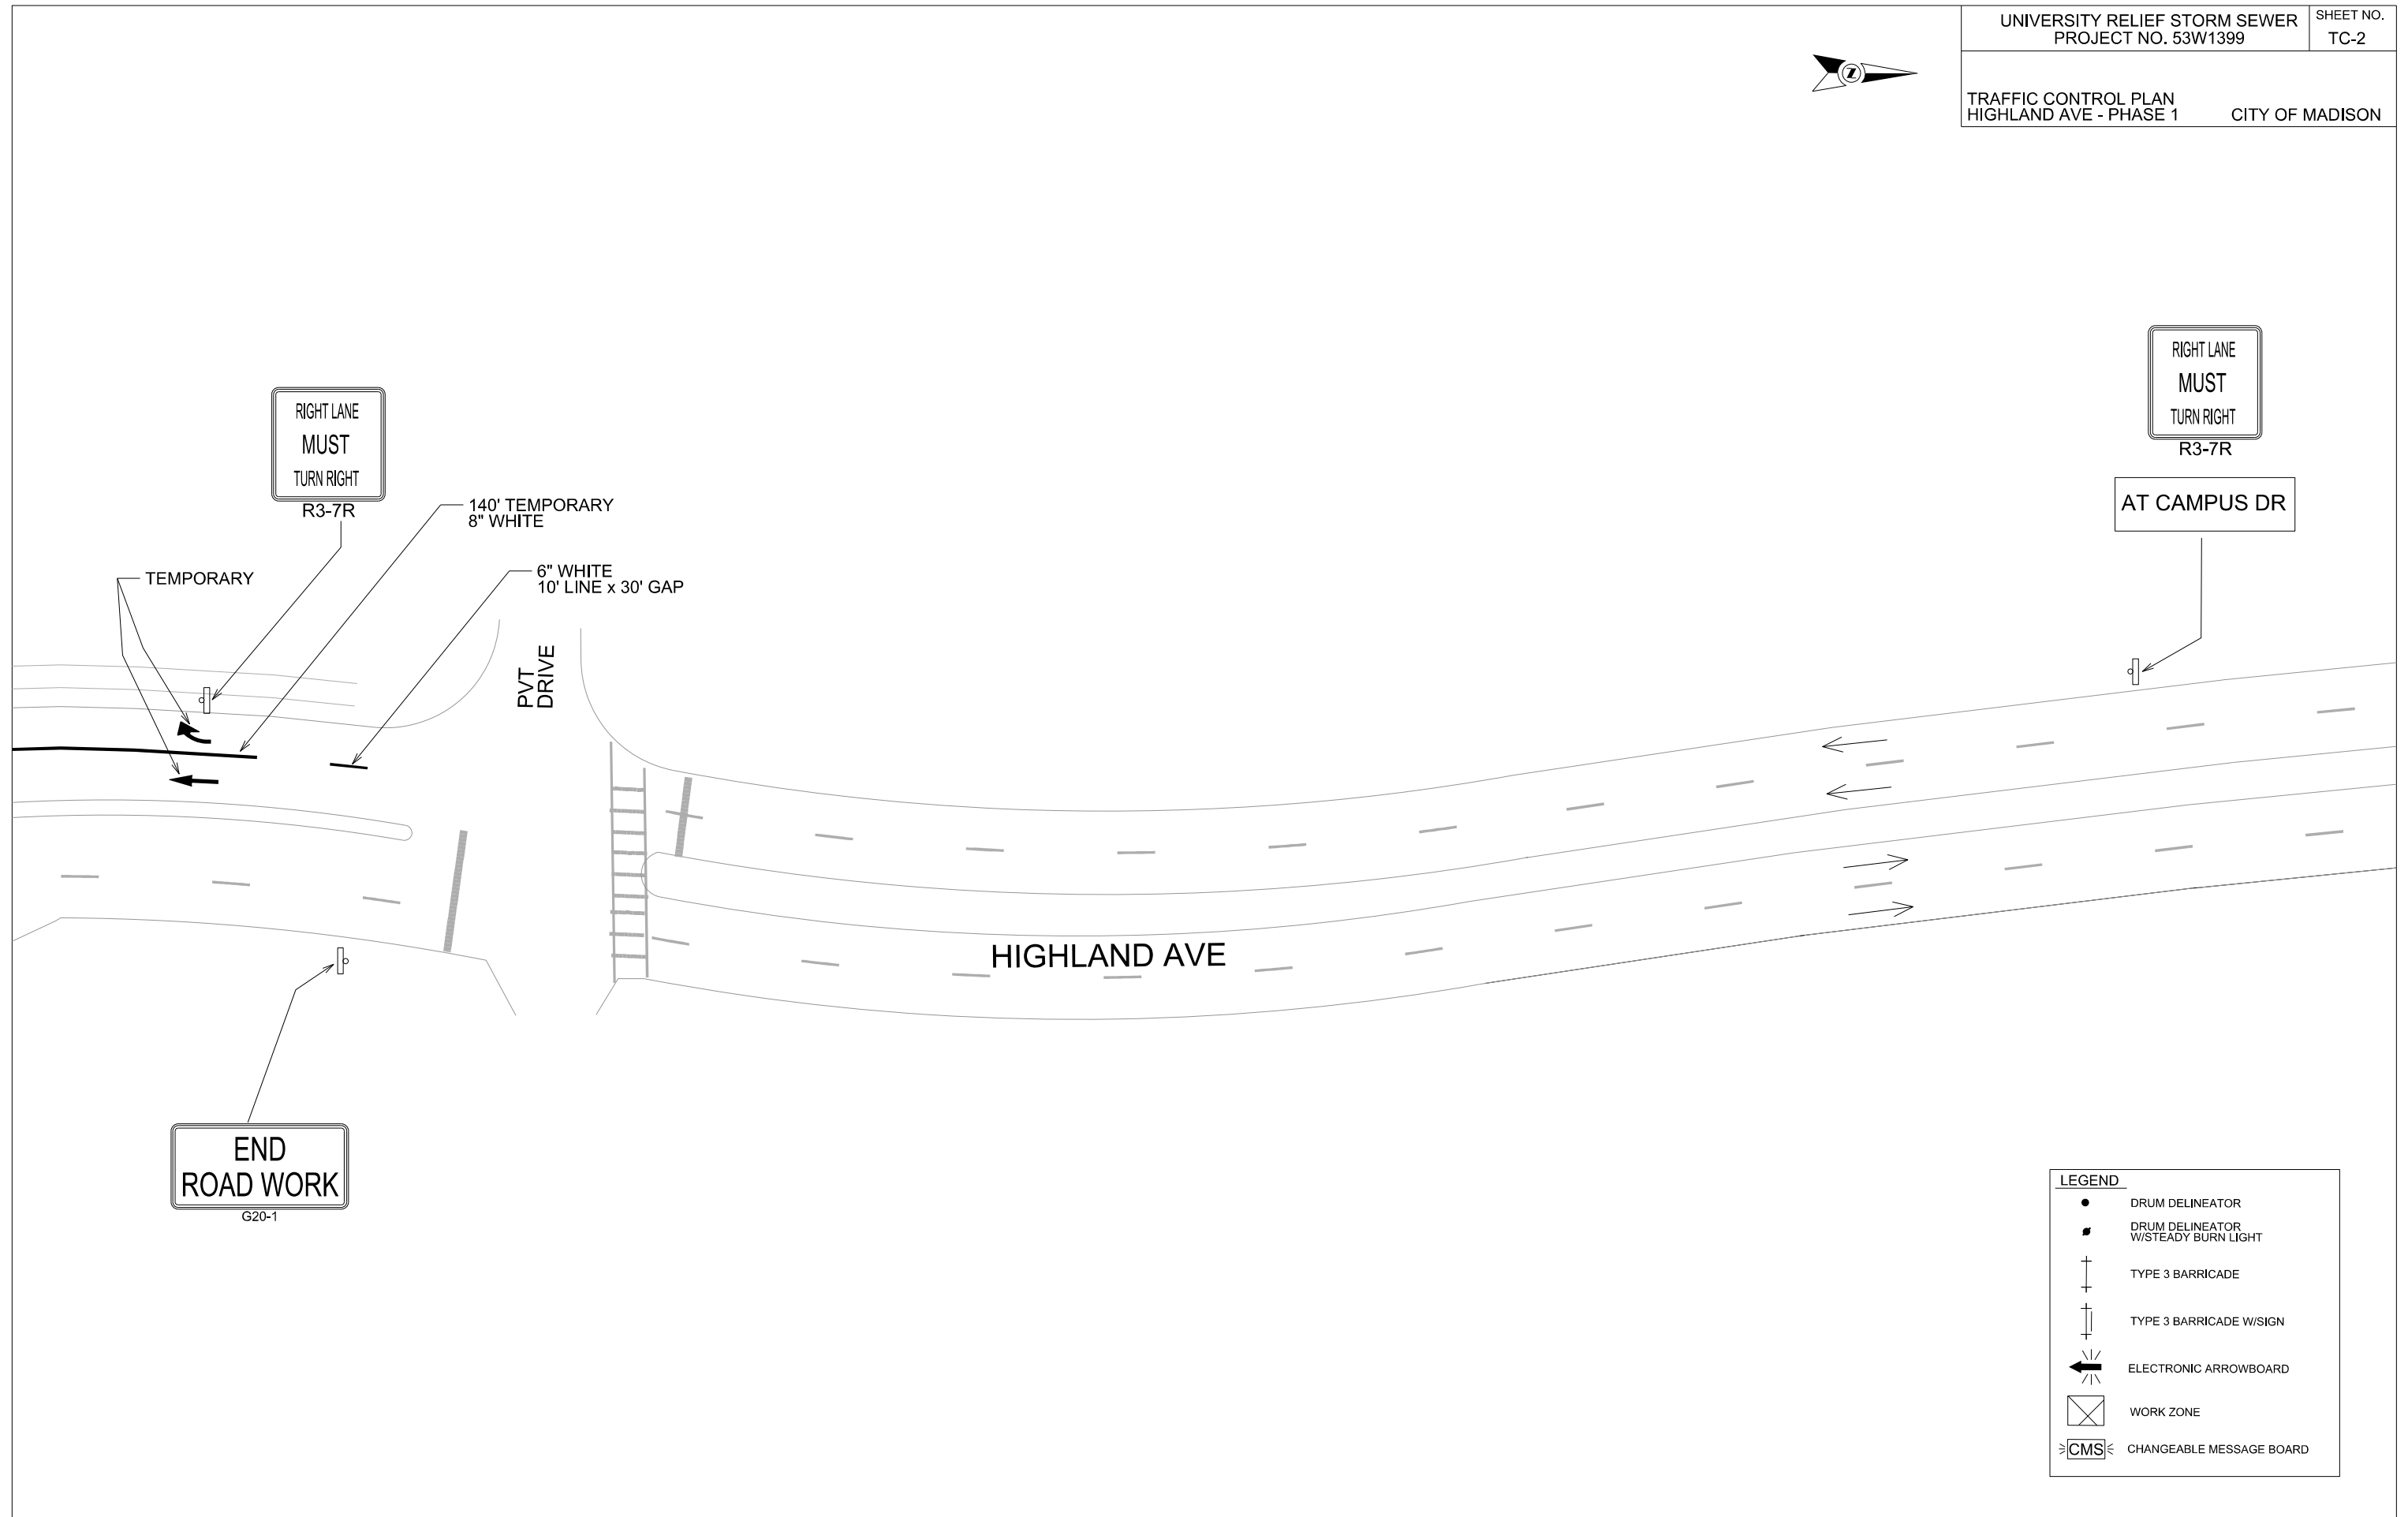 UNIVERSITY RELIEF STORM SEWER
PROJECT NO. 53W1399
SHEET NO.
TC-2
TRAFFIC CONTROL PLAN
HIGHLAND AVE - PHASE 1
CITY OF MADISON
Z
RIGHT LANE
MUST
TURN RIGHT
R3-7R
AT CAMPUS DR
RIGHT LANE
MUST
TURN RIGHT
R3-7R
140' TEMPORARY
8" WHITE
TEMPORARY
6" WHITE
10' LINE x 30' GAP
PVT
DRIVE
HIGHLAND AVE
END
ROAD WORK
G20-1
LEGEND
DRUM DELINEATOR
DRUM DELINEATOR
W/STEADY BURN LIGHT
TYPE 3 BARRICADE
TYPE 3 BARRICADE W/SIGN
ELECTRONIC ARROWBOARD
WORK ZONE
CMS CHANGEABLE MESSAGE BOARD